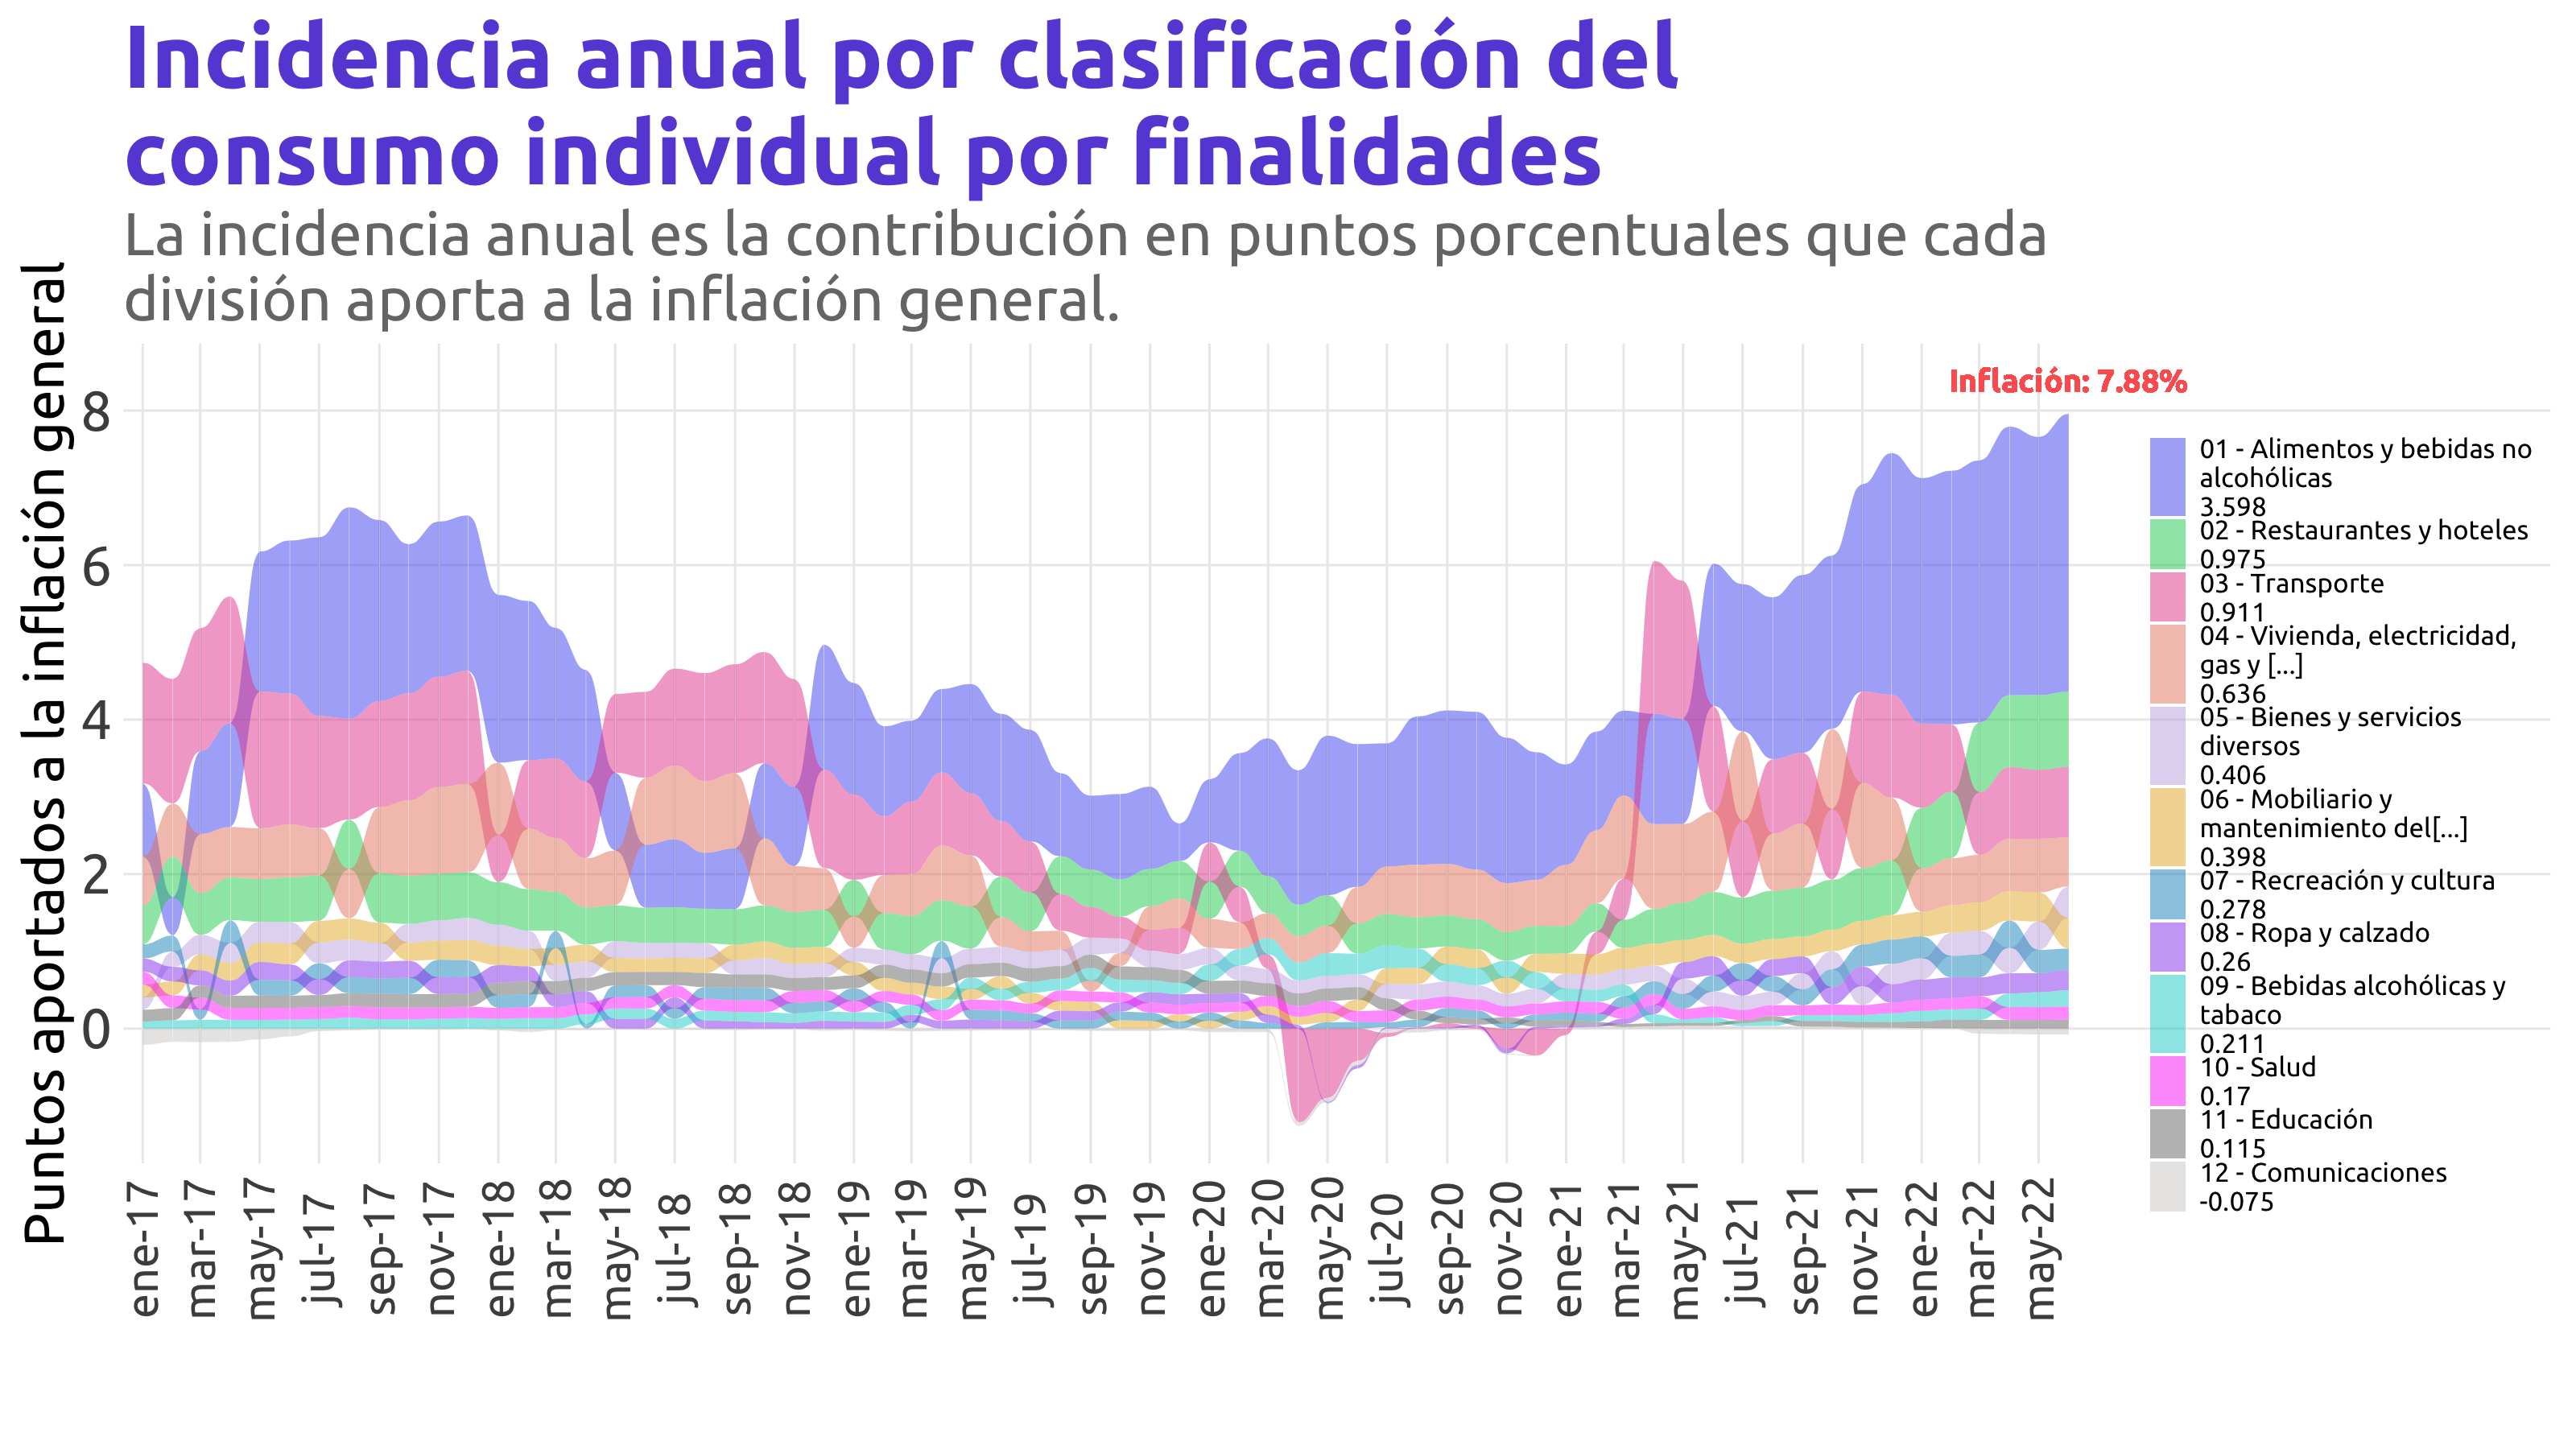 Incidencia anual por clasificación del
consumo individual por finalidades
La incidencia anual es la contribución en puntos porcentuales que cada
división aporta a la inflación general.
Puntos aportados a la inflación general
8
6
4
2
0
Inflación: 7.88%
01 - Alimentos y bebidas no
alcohólicas
3.598
02 - Restaurantes y hoteles
0.975
03 - Transporte
0.911
04 - Vivienda, electricidad,
gas y [...]
0.636
05 - Bienes y servicios
diversos
0.406
06 - Mobiliario y
mantenimiento del[...]
0.398
07 - Recreación y cultura
0.278
08 - Ropa y calzado
0.26
09 - Bebidas alcohólicas y
tabaco
0.211
10 - Salud
0.17
11 - Educación
0.115
12 - Comunicaciones
-0.075
ene-17
mar-17
may-17
jul-17
sep-17
nov-17
ene-18
mar-18
may-18
jul-18
sep-18
nov-18
ene-19
mar-19
may-19
jul-19
sep-19
nov-19
ene-20
mar-20
may-20
jul-20
sep-20
nov-20
ene-21
mar-21
may-21
jul-21
sep-21
nov-21
ene-22
mar-22
may-22